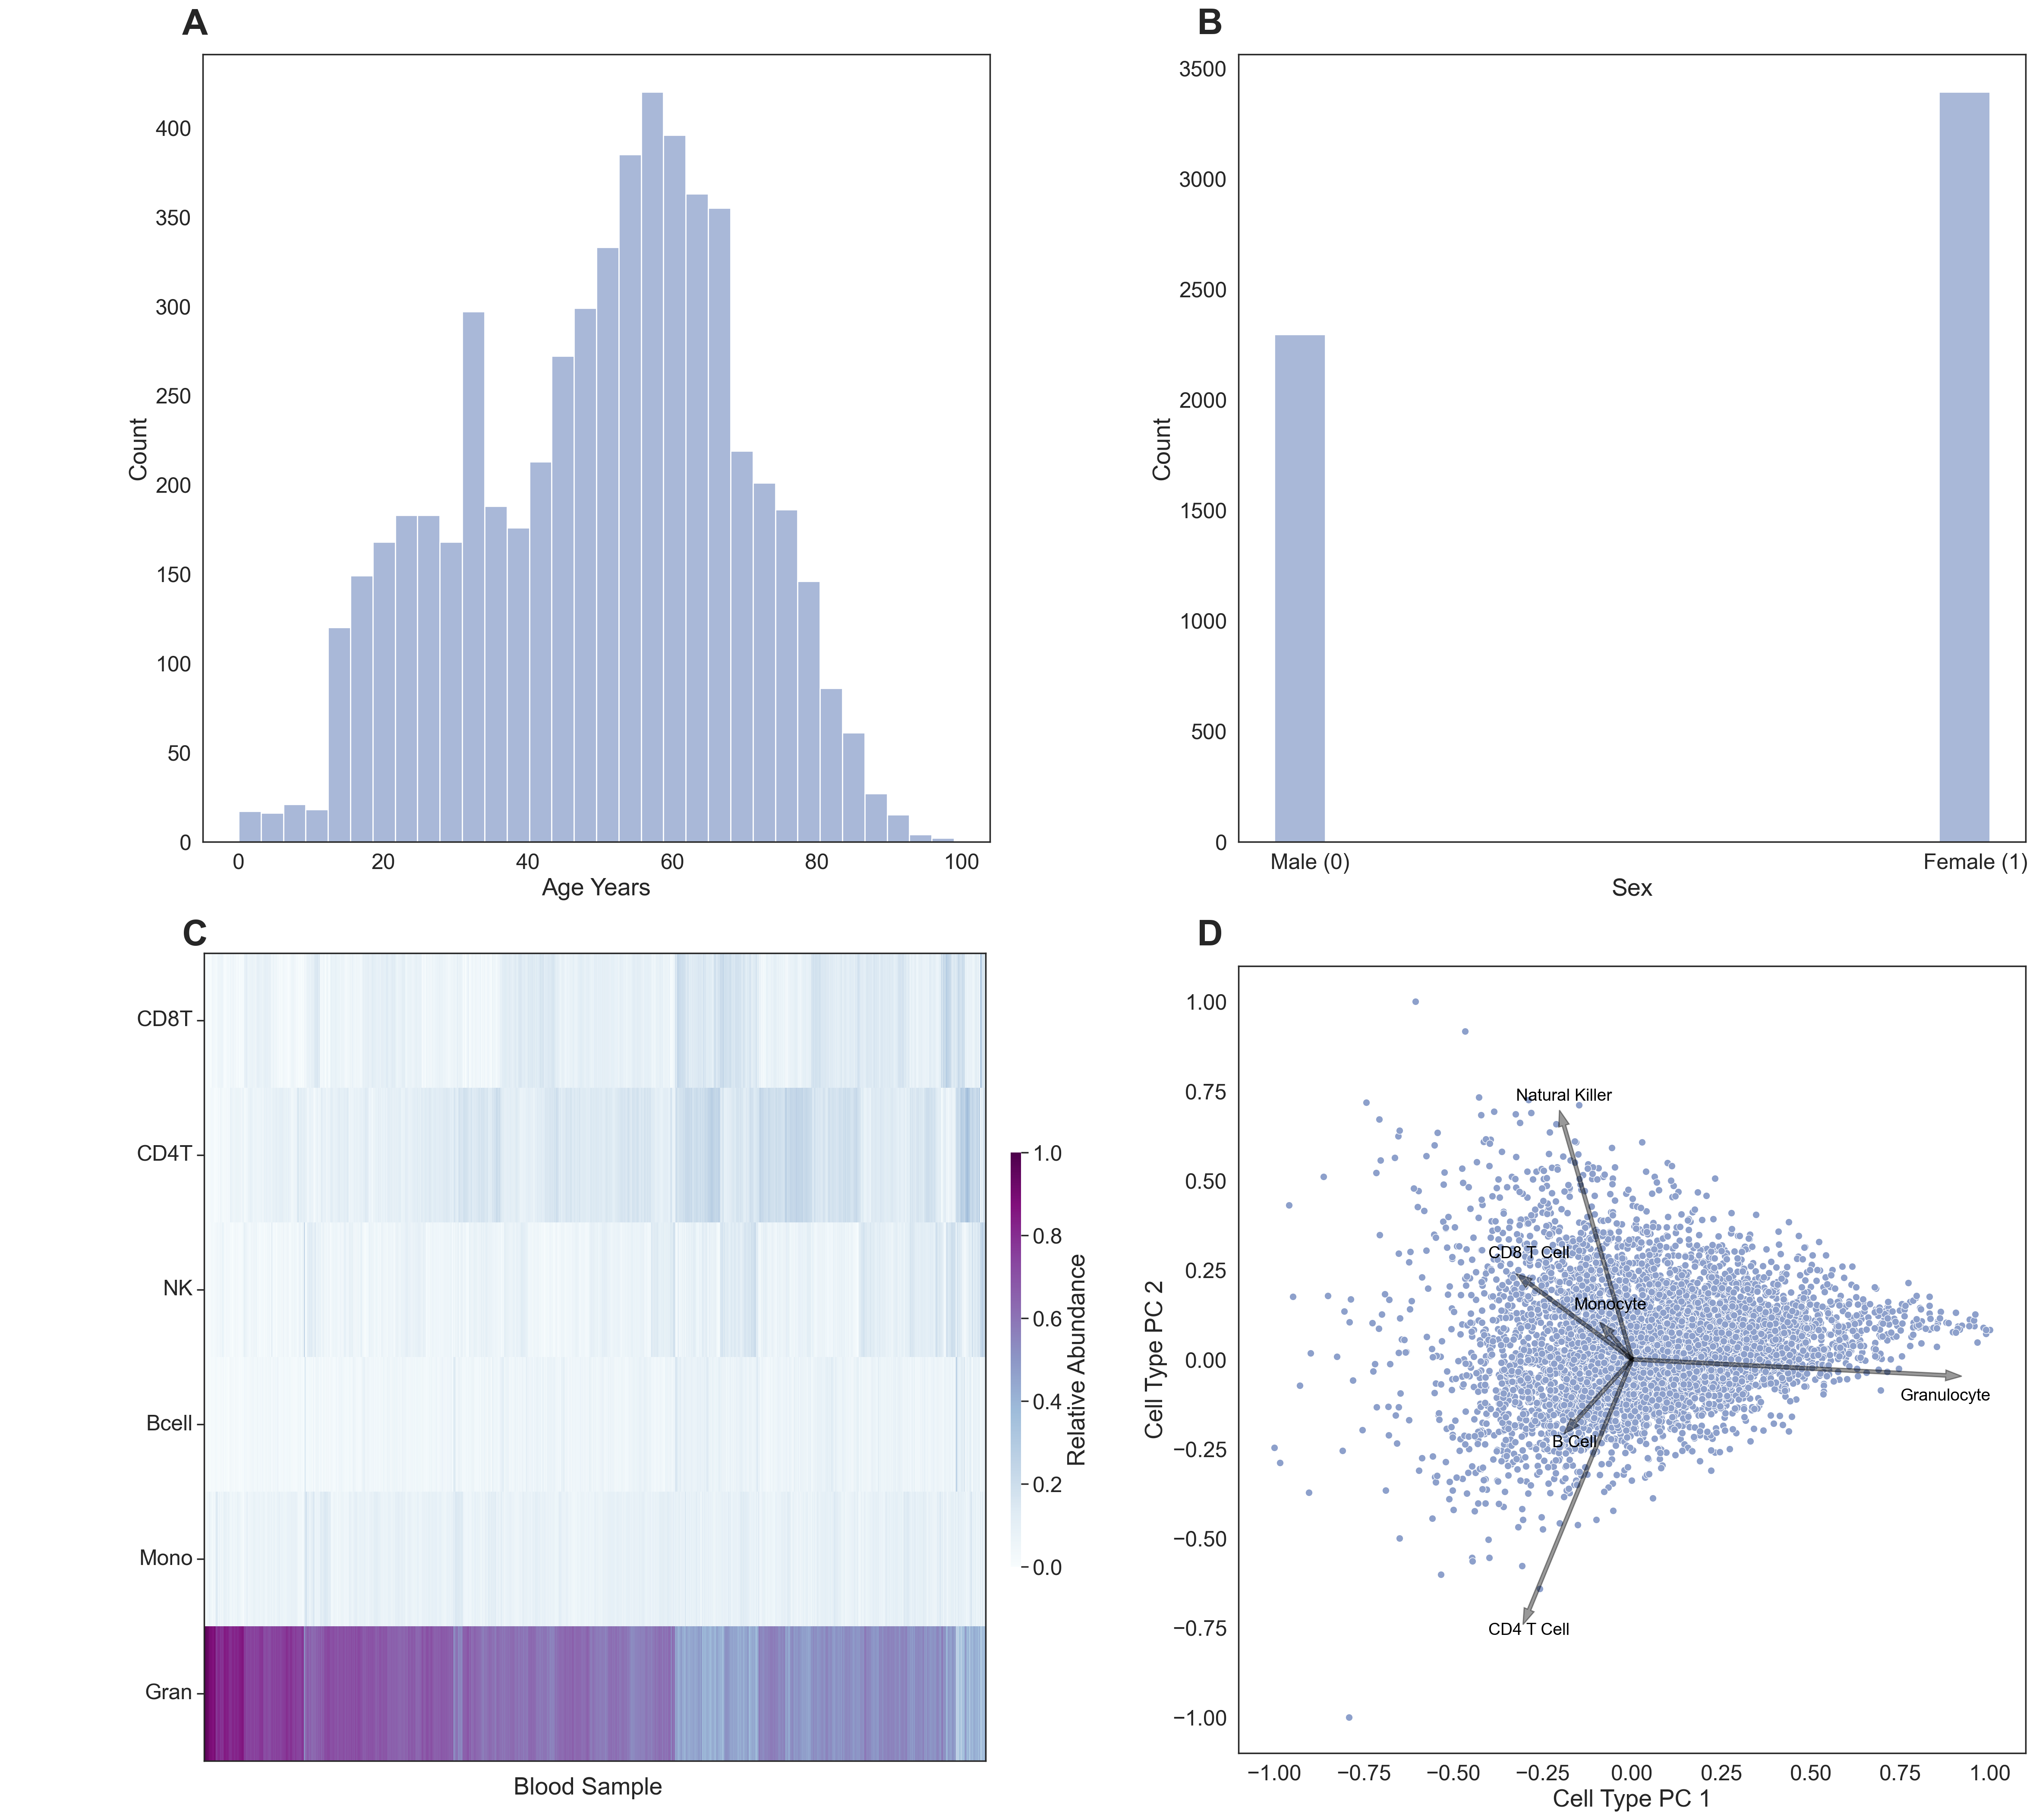 A
400
350
300
250
200
150
100
50
0
Count
0 20 40 60 80 100
Age Years
B
3500
3000
2500
2000
1500
1000
500
0
Count
Male (0) Female (1)
Sex
C
CD8T
CD4T
NK
Bcell
Mono
Gran
Blood Sample
1.0
0.8
0.6
0.4
0.2
0.0
Relative Abundance
D
1.00
0.75
0.50
0.25
0.00
−0.25
−0.50
−0.75
−1.00
Cell Type PC 2
Natural Killer
CD8 T Cell
Monocyte
Granulocyte
B Cell
CD4 T Cell
−1.00 −0.75 −0.50 −0.25 0.00 0.25 0.50 0.75 1.00
Cell Type PC 1